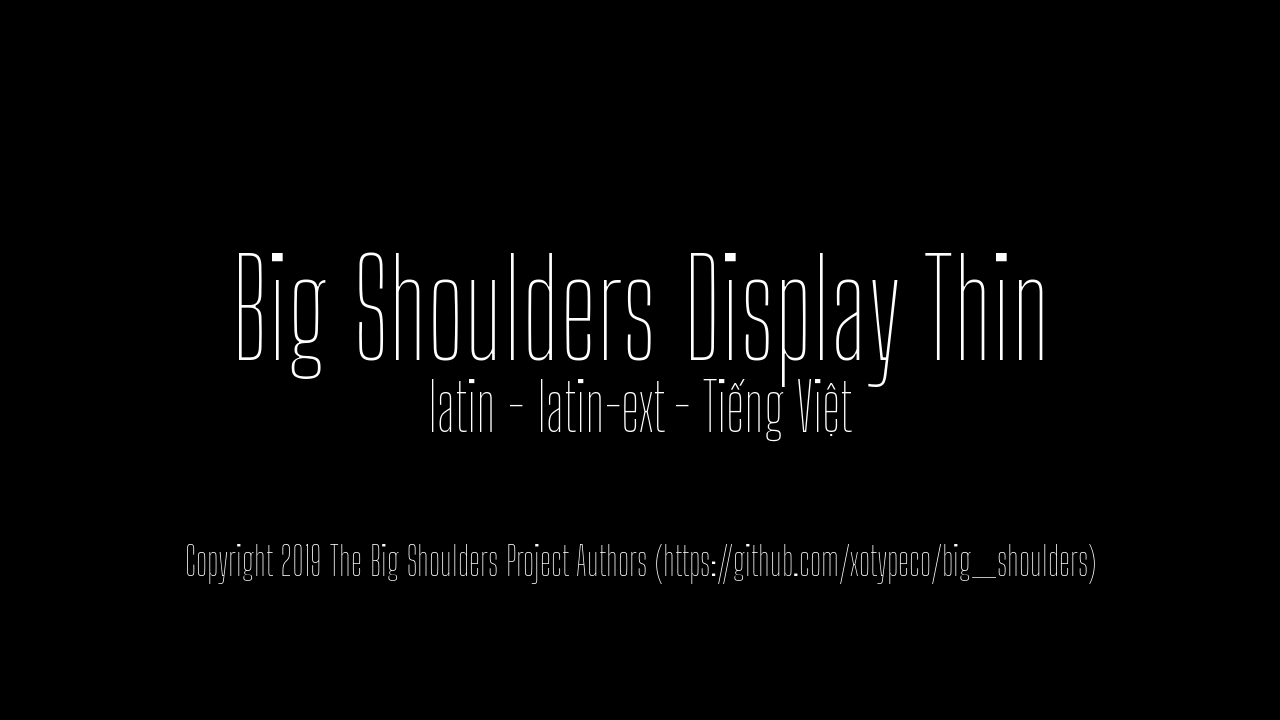 Big Shoulders Display Thin
latin - latin-ext - Tiếng Việt
Copyright 2019 The Big Shoulders Project Authors (https://github.com/xotypeco/big_shoulders)